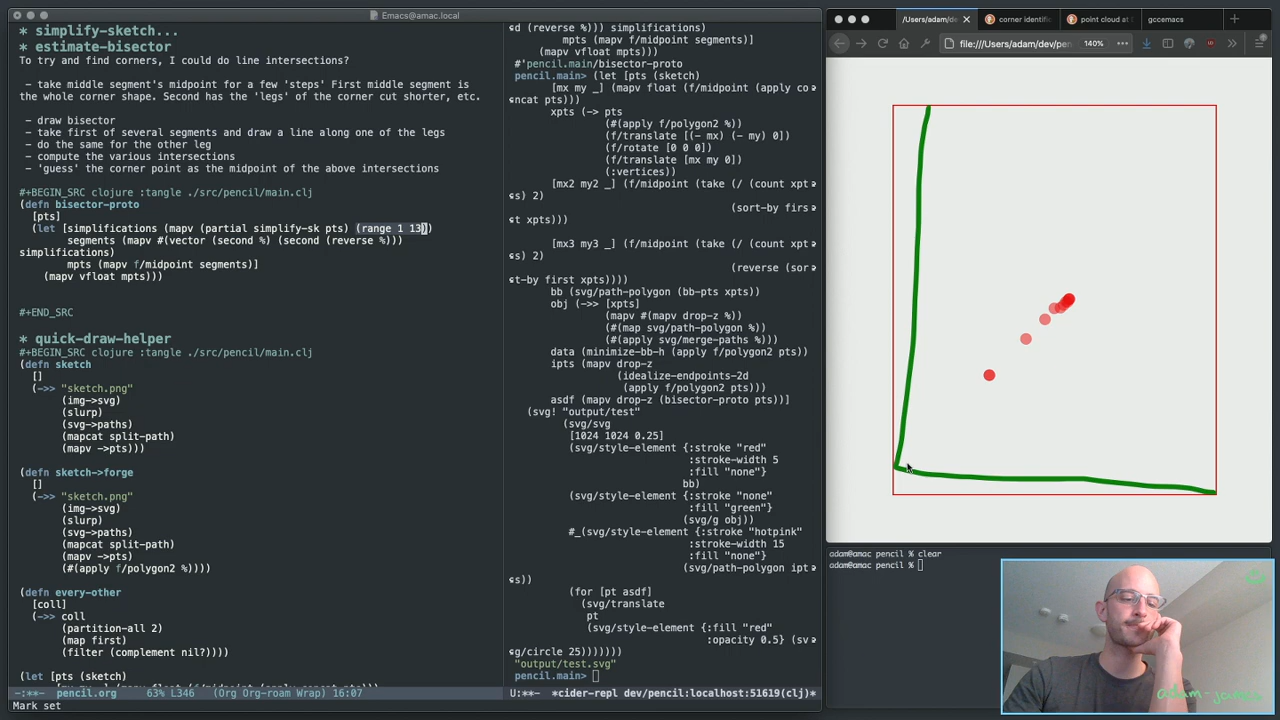 Emacs@amac.local
* simplify-sketch...
* estimate-bisector
To try and find corners, I could do line intersections?
- take middle segment's midpoint for a few 'steps' First middle segment is
the whole corner shape. Second has the 'legs' of the corner cut shorter, etc.
- draw bisector
- take first of several segments and draw a line along one of the legs
- do the same for the other leg
- compute the various intersections
- 'guess' the corner point as the midpoint of the above intersections
#+BEGIN_SRC clojure :tangle ./src/pencil/main.clj
(defn bisector-proto
[pts]
(let [simplifications (mapv (partial simplify-sk pts) (range 1 13))
segments (mapv #(vector (second %) (second (reverse %)))
simplifications)
mpts (mapv f/midpoint segments)]
(mapv vfloat mpts)))
#+END_SRC
* quick-draw-helper
#+BEGIN_SRC clojure :tangle ./src/pencil/main.clj
(defn sketch
[]
(->> "sketch.png"
(img->svg)
(slurp)
(svg->paths)
(mapcat split-path)
(mapv ->pts)))
(defn sketch->forge
[]
(->> "sketch.png"
(img->svg)
(slurp)
(svg->paths)
(mapcat split-path)
(mapv ->pts)
(#(apply f/polygon2 %))))
(defn every-other
[coll]
(->> coll
(partition-all 2)
(map first)
(filter (complement nil?))))
(let [pts (sketch)
-:**- pencil.org 63% L346 (Org Org-roam Wrap) 16:07
Mark set
d (reverse %))) simplifications)
mpts (mapv f/midpoint segments)]
(mapv vfloat mpts)))
#'pencil.main/bisector-proto
pencil.main> (let [pts (sketch)
[mx my _] (mapv float (f/midpoint (apply co
ncat pts)))
xpts (-> pts
(#(apply f/polygon2 %))
(f/translate [(- mx) (- my) 0])
(f/rotate [0 0 0])
(f/translate [mx my 0])
(:vertices))
[mx2 my2 _] (f/midpoint (take (/ (count xpt
s) 2)
(sort-by firs
t xpts)))
[mx3 my3 _] (f/midpoint (take (/ (count xpt
s) 2)
(reverse (sor
t-by first xpts))))
bb (svg/path-polygon (bb-pts xpts))
obj (->> [xpts]
(mapv #(mapv drop-z %))
(#(map svg/path-polygon %))
(#(apply svg/merge-paths %)))
data (minimize-bb-h (apply f/polygon2 pts))
ipts (mapv drop-z
(idealize-endpoints-2d
(apply f/polygon2 pts)))
asdf (mapv drop-z (bisector-proto pts))]
(svg! "output/test"
(svg/svg
[1024 1024 0.25]
(svg/style-element {:stroke "red"
:stroke-width 5
:fill "none"}
bb)
(svg/style-element {:stroke "none"
:fill "green"}
(svg/g obj))
#_(svg/style-element {:stroke "hotpink"
:stroke-width 15
:fill "none"}
(svg/path-polygon ipt
s))
(for [pt asdf]
(svg/translate
pt
(svg/style-element {:fill "red"
:opacity 0.5} (sv
g/circle 25)))))))
"output/test.svg"
pencil.main>
U:**- *cider-repl dev/pencil:localhost:51619(clj)*
/Users/adam/de
corner identifi
point cloud at
gccemacs
file:///Users/adam/dev/pen
140%
adam@amac pencil % clear
adam@amac pencil %
adam-james